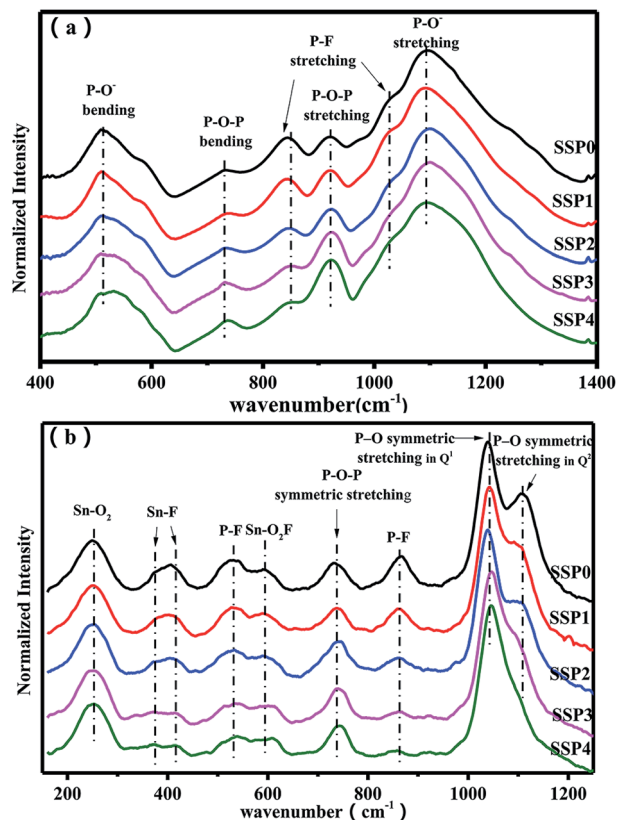 ( a )
P-O⁻
stretching
P-F
stretching
P-O⁻
bending
P-O-P
stretching
P-O-P
bending
SSP0
SSP1
SSP2
SSP3
SSP4
Normalized Intensity
400 600 800 1000 1200 1400
wavenumber(cm⁻¹)
( b )
P–O symmetric
stretching in Q¹
P–O symmetric
stretching in Q²
P-O-P
symmetric stretching
Sn-O₂
Sn-F
P-F
Sn-O₂F
P-F
SSP0
SSP1
SSP2
SSP3
SSP4
Normalized Intensity
200 400 600 800 1000 1200
wavenumber ( cm⁻¹ )